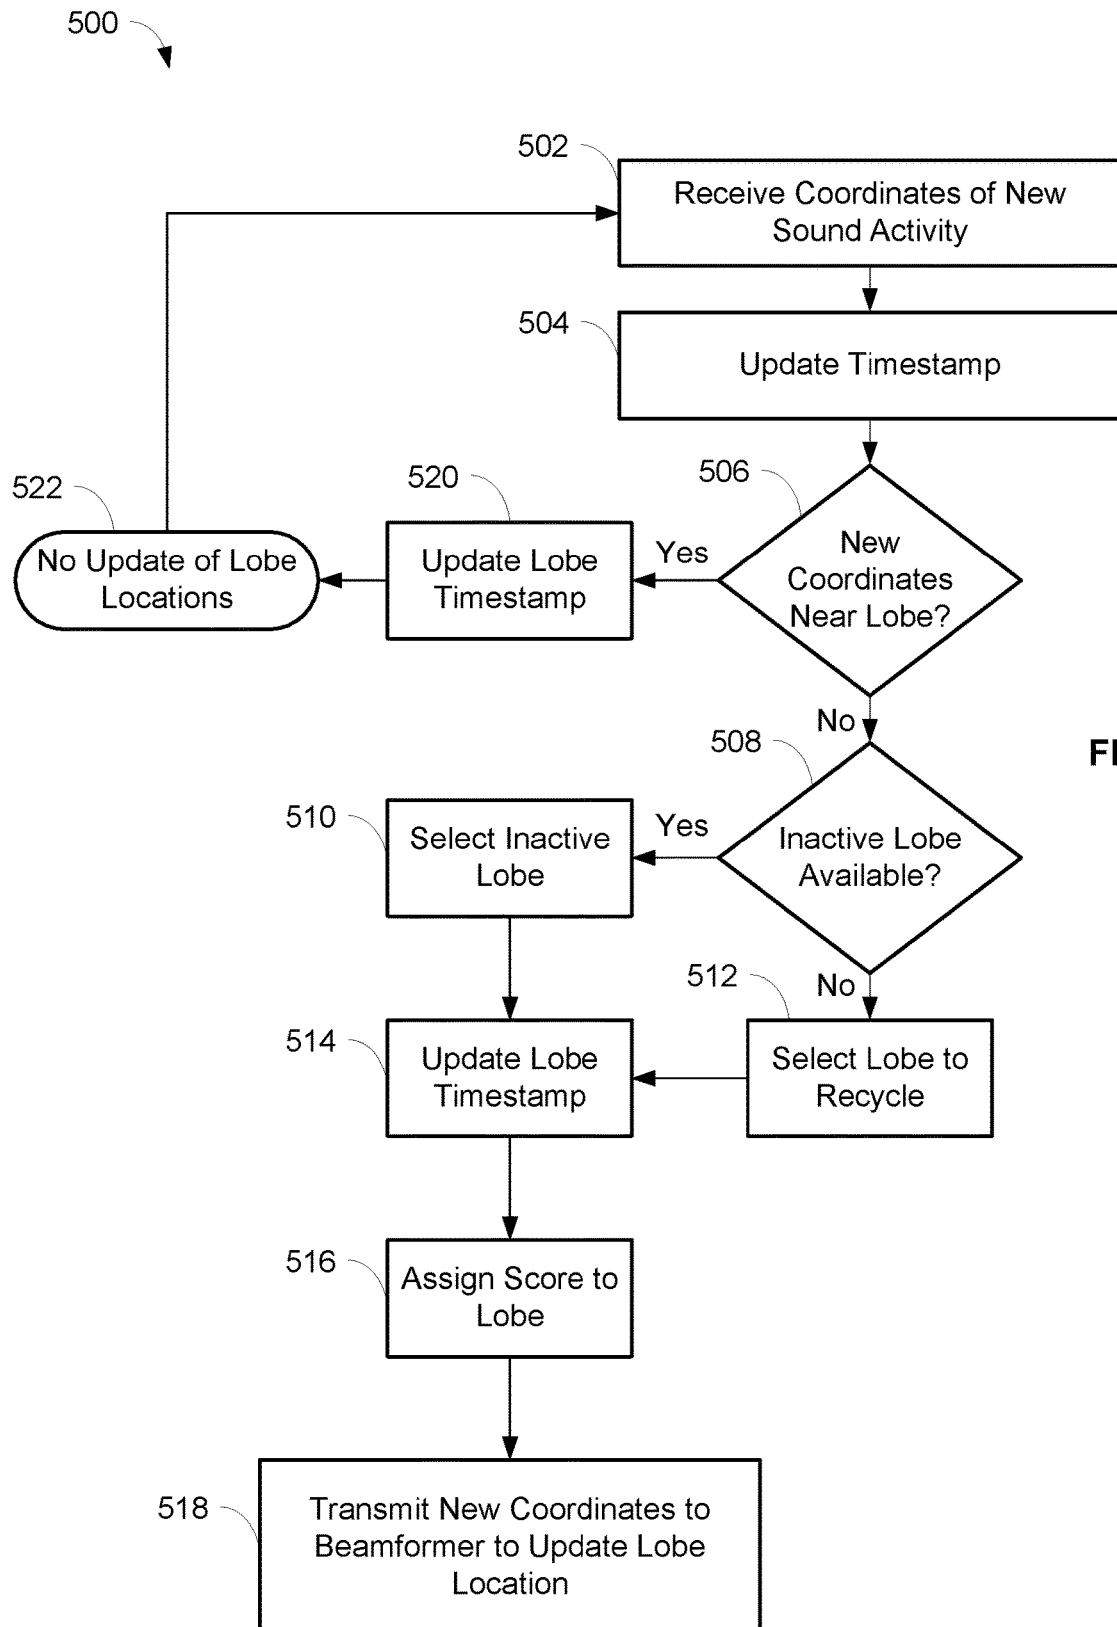 500
502
Receive Coordinates of New
Sound Activity
504
Update Timestamp
506
New
Coordinates
Near Lobe?
Yes
520
Update Lobe
Timestamp
522
No Update of Lobe
Locations
No
508
Inactive Lobe
Available?
Yes
510
Select Inactive
Lobe
No
512
Select Lobe to
Recycle
514
Update Lobe
Timestamp
516
Assign Score to
Lobe
518
Transmit New Coordinates to
Beamformer to Update Lobe
Location